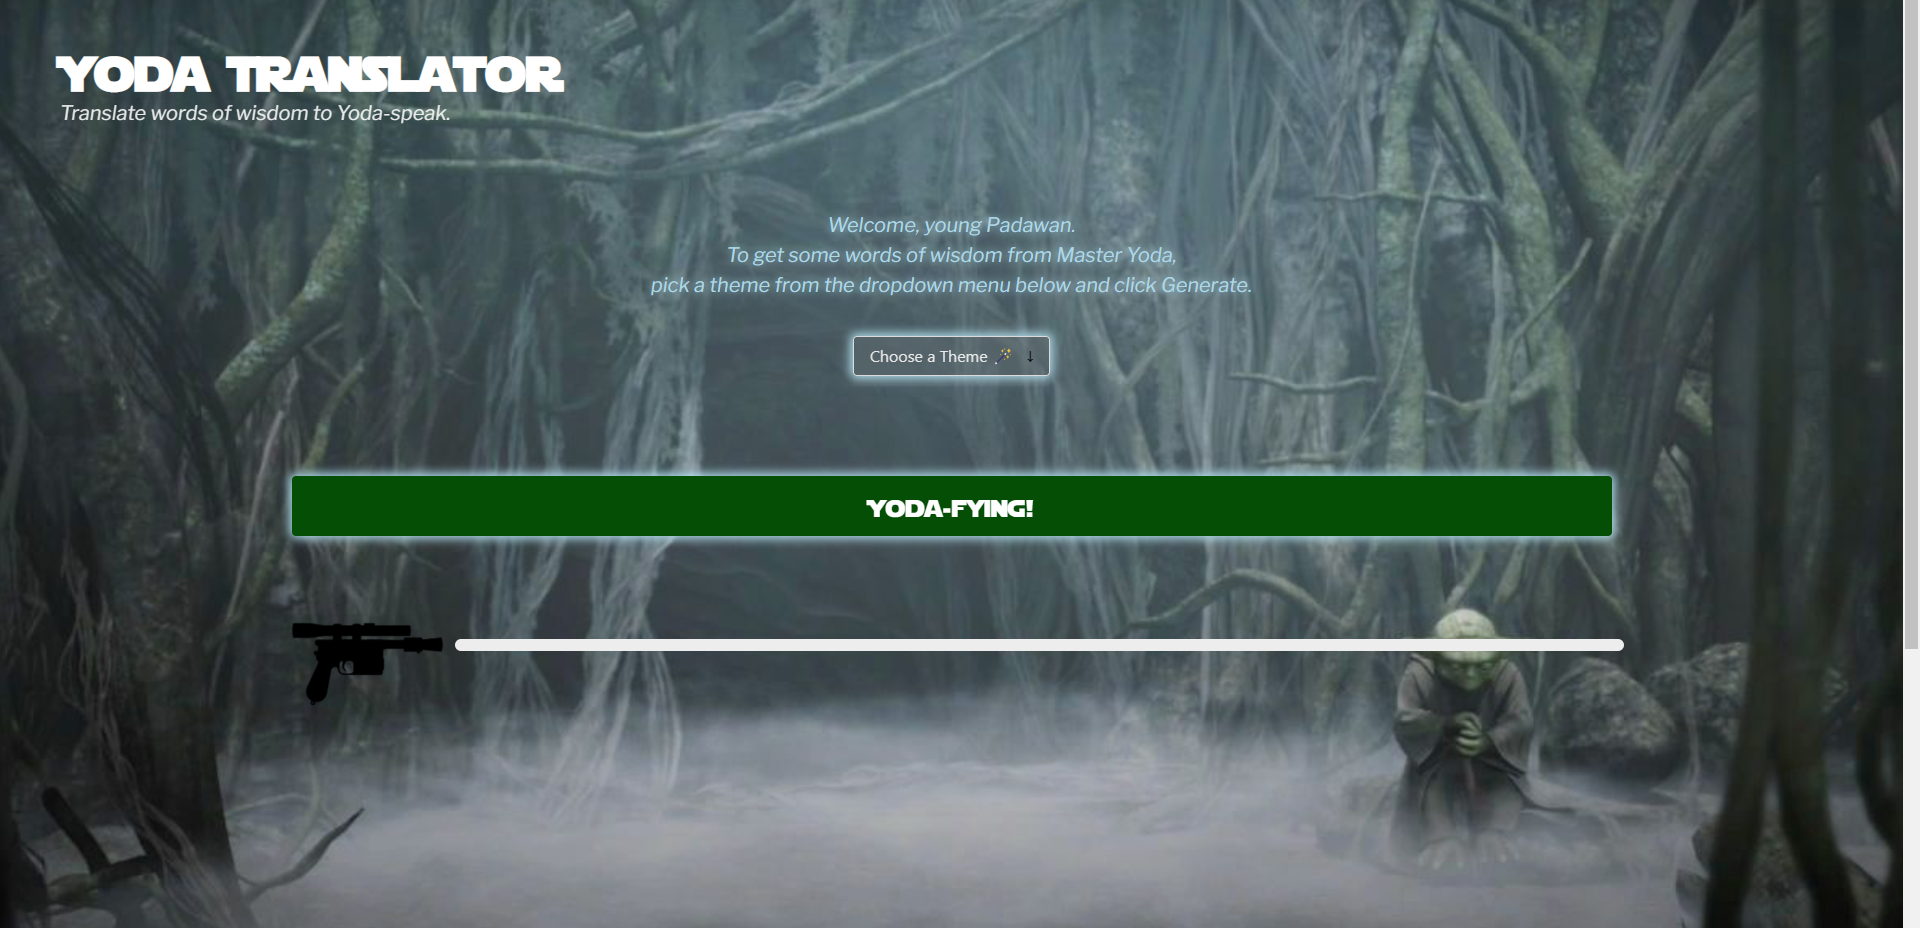 YODA TRANSLATOR
Translate words of wisdom to Yoda-speak.
Welcome, young Padawan.
To get some words of wisdom from Master Yoda,
pick a theme from the dropdown menu below and click Generate.
Choose a Theme 🪄 ↓
YODA-FYING!